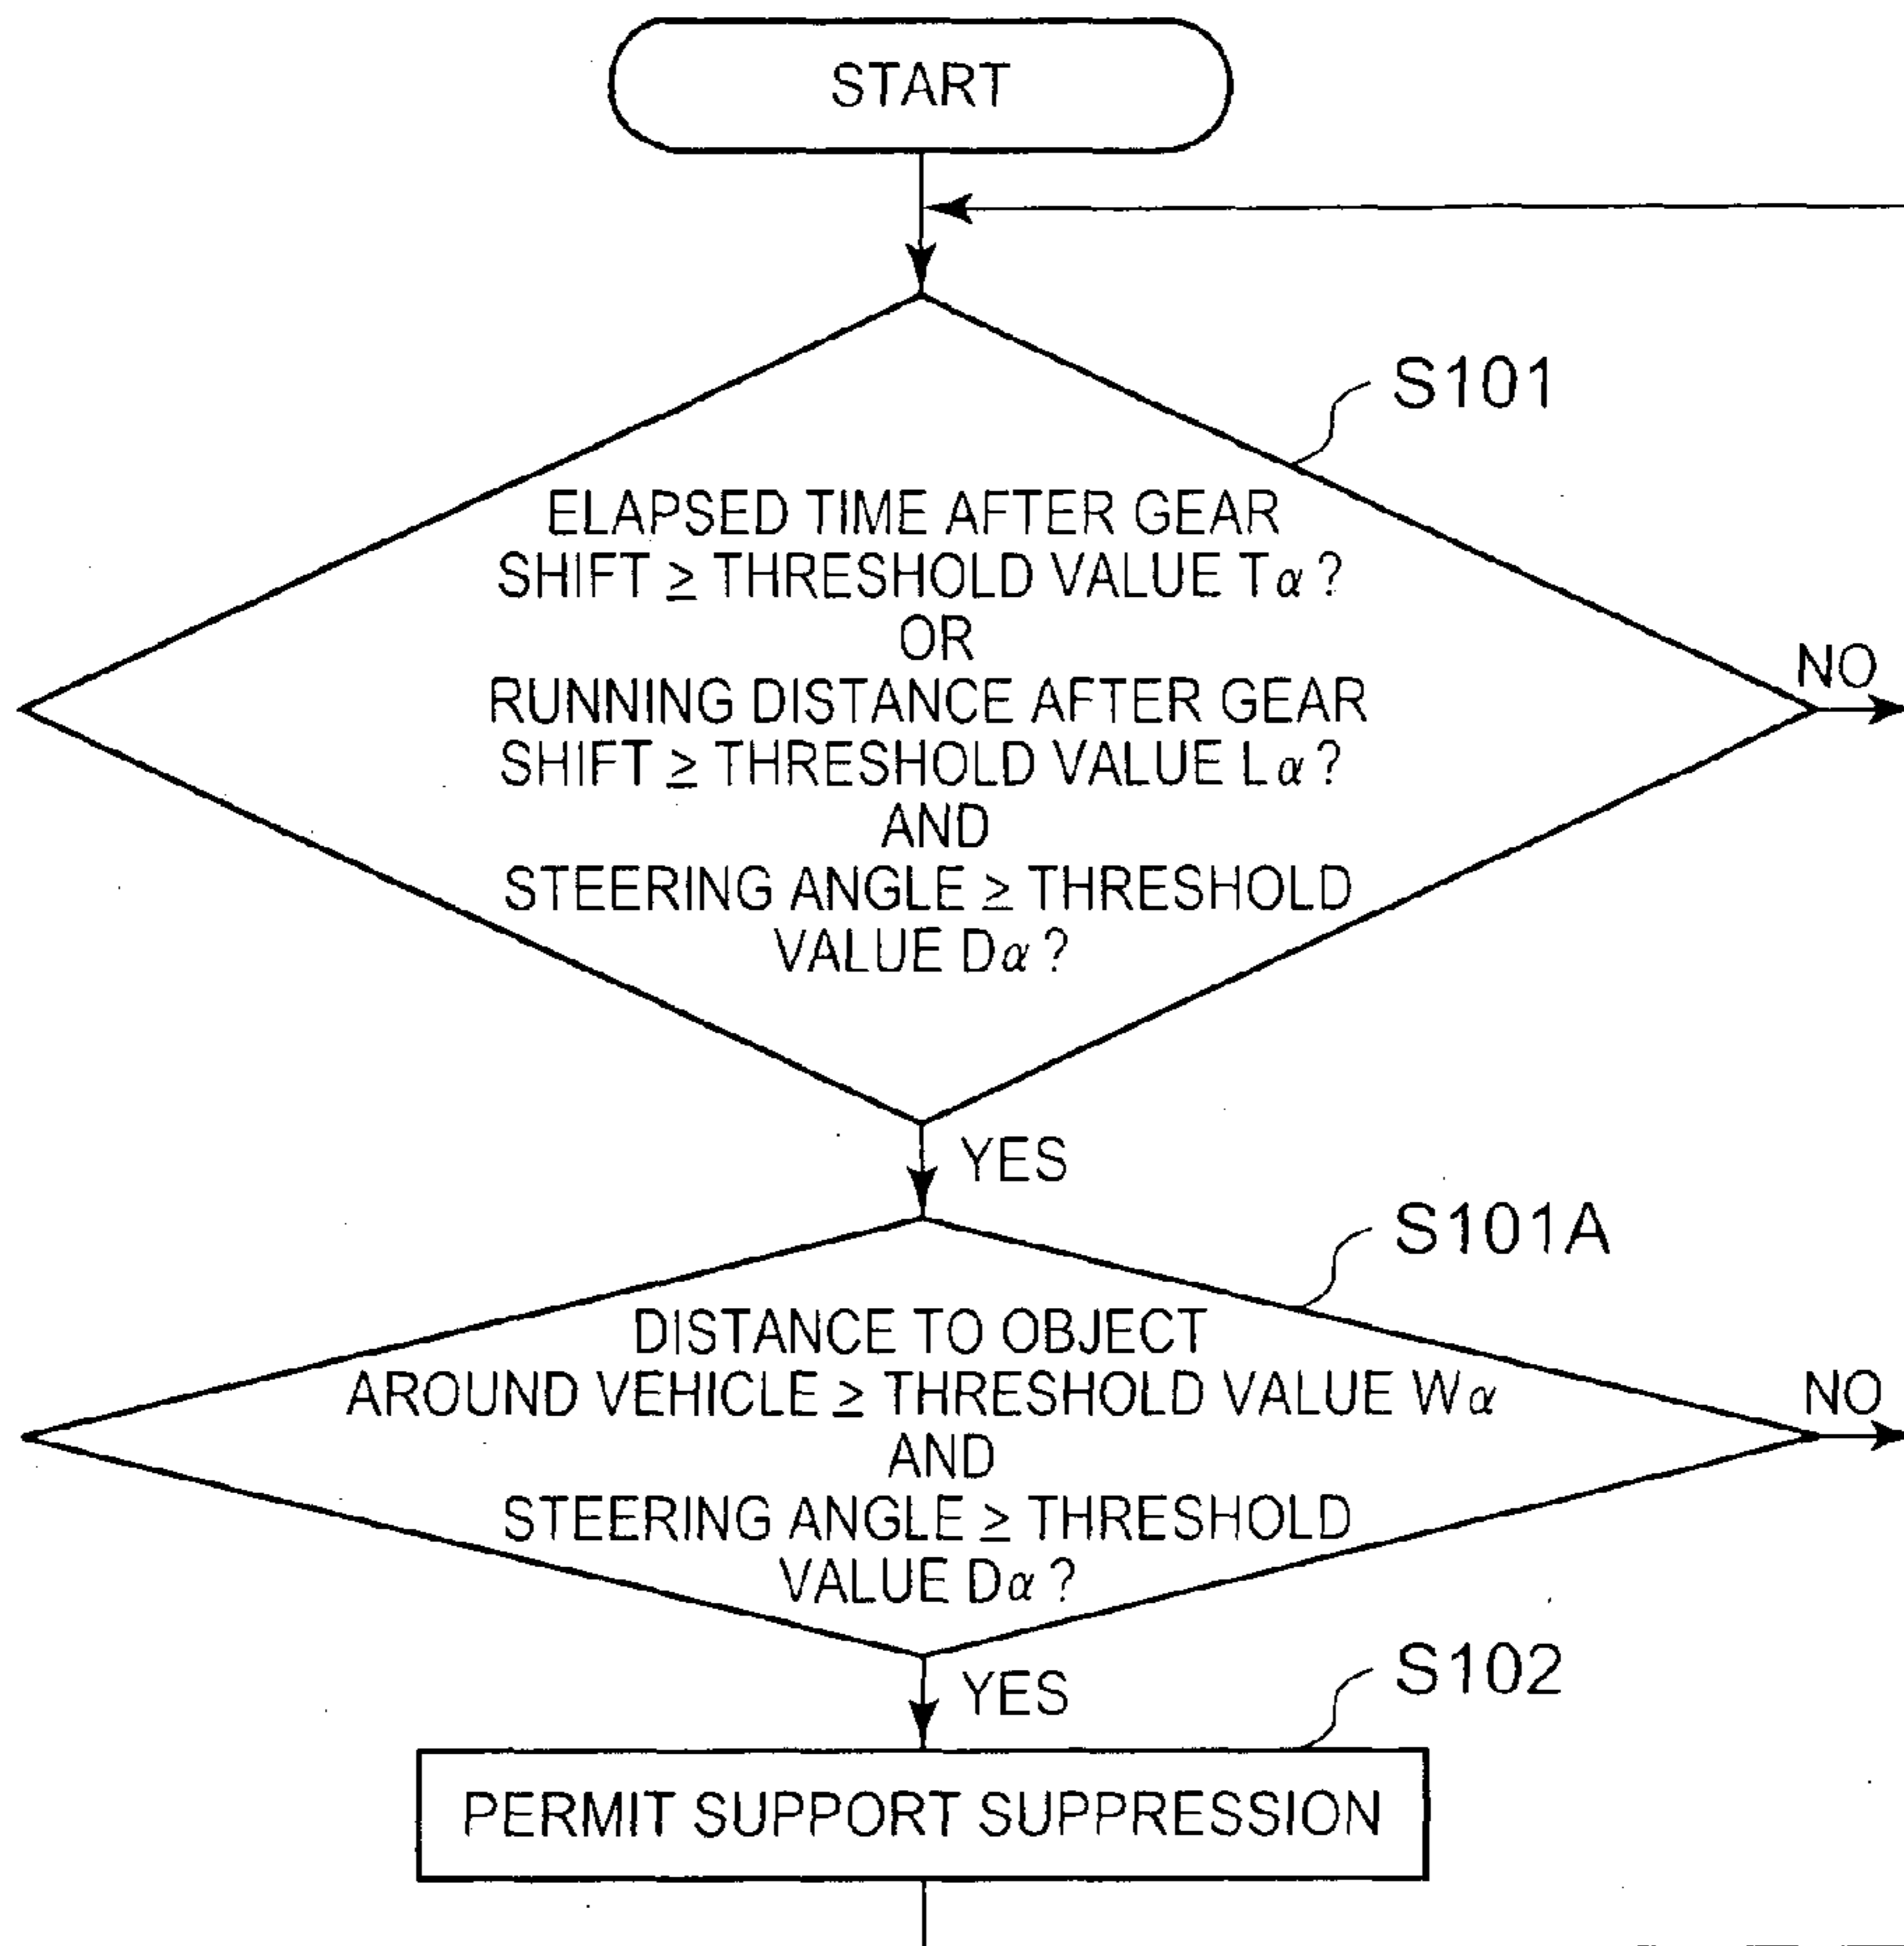 START
S101
ELAPSED TIME AFTER GEAR
SHIFT ≥ THRESHOLD VALUE Tα ?
OR
RUNNING DISTANCE AFTER GEAR
SHIFT ≥ THRESHOLD VALUE Lα ?
AND
STEERING ANGLE ≥ THRESHOLD
VALUE Dα ?
NO
YES
S101A
DISTANCE TO OBJECT
AROUND VEHICLE ≥ THRESHOLD VALUE Wα
AND
STEERING ANGLE ≥ THRESHOLD
VALUE Dα ?
NO
YES
S102
PERMIT SUPPORT SUPPRESSION